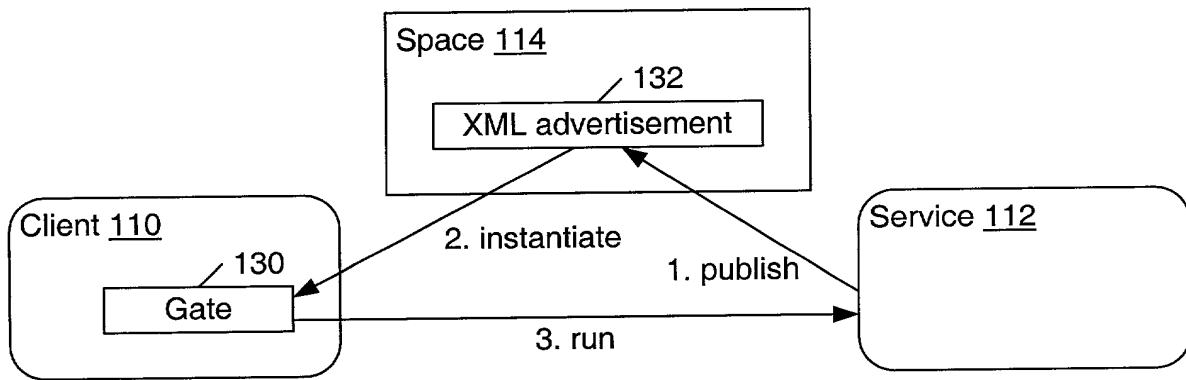 Space 114
132
XML advertisement
Client 110
2. instantiate
Service 112
130
1. publish
Gate
3. run